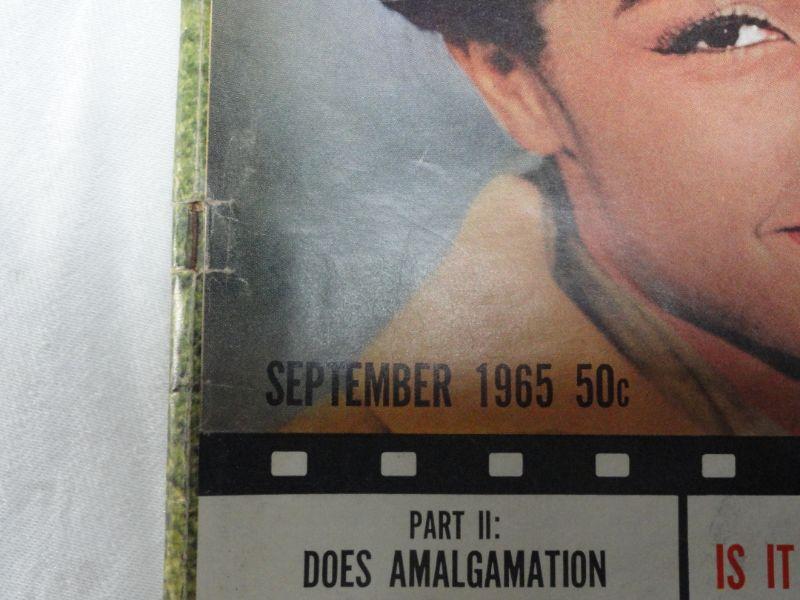 SEPTEMBER 1965 50c
PART II:
DOES AMALGAMATION
IS IT